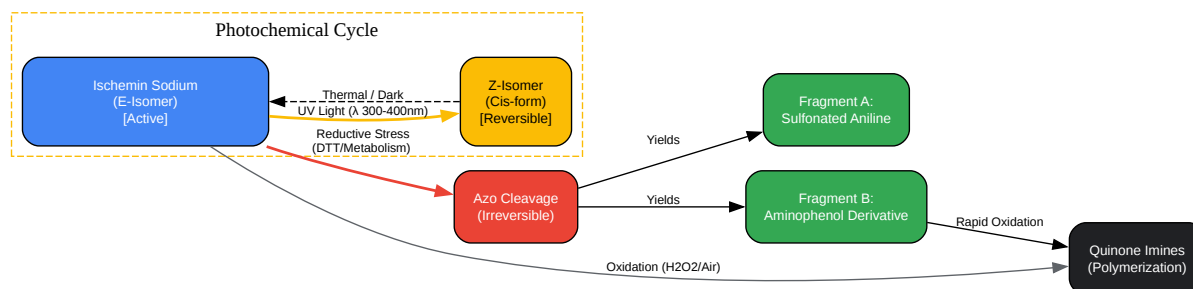 Photochemical Cycle
Ischemin Sodium
(E-Isomer)
[Active]
Thermal / Dark
UV Light (λ 300-400nm)
Z-Isomer
(Cis-form)
[Reversible]
Reductive Stress
(DTT/Metabolism)
Azo Cleavage
(Irreversible)
Yields
Yields
Fragment A:
Sulfonated Aniline
Fragment B:
Aminophenol Derivative
Rapid Oxidation
Oxidation (H2O2/Air)
Quinone Imines
(Polymerization)